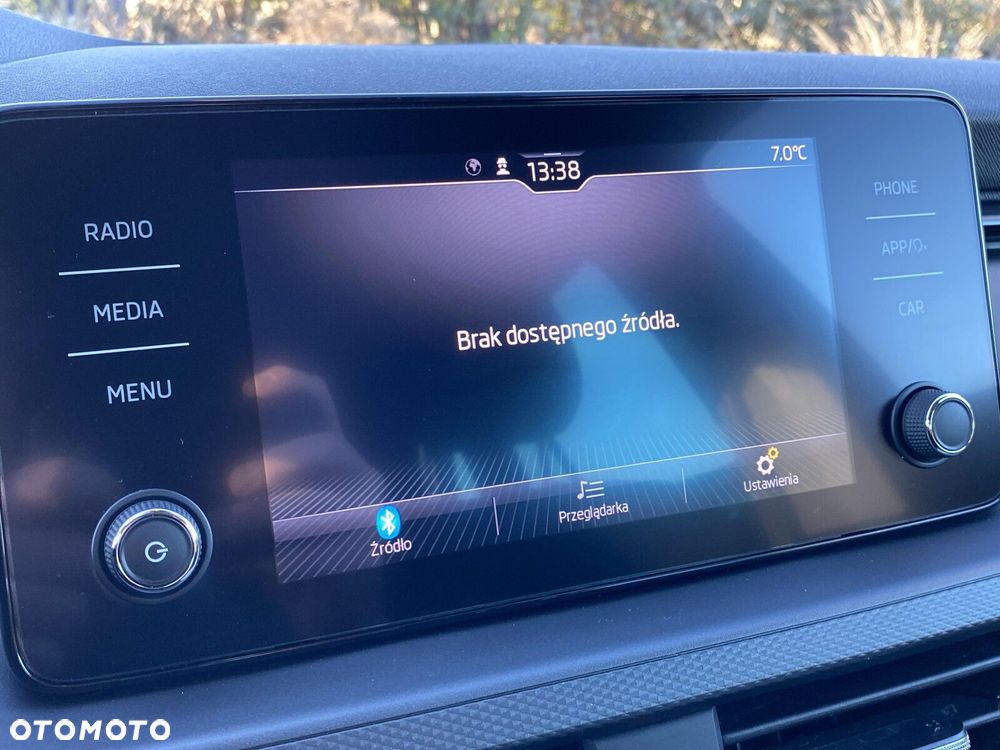 13:38
7.0°C
RADIO
MEDIA
MENU
PHONE
APP/
CAR
Brak dostępnego źródła.
Źródło
Przeglądarka
Ustawienia
OTOMOTO